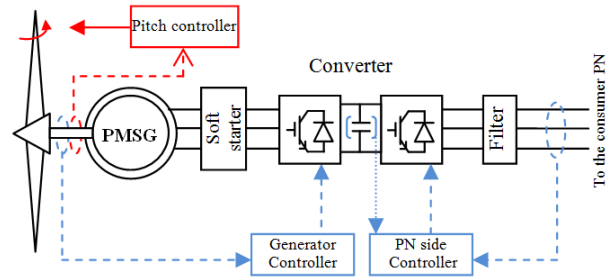 Pitch controller
Converter
PMSG
Soft
starter
Filter
To the consumer PN
Generator
Controller
PN side
Controller